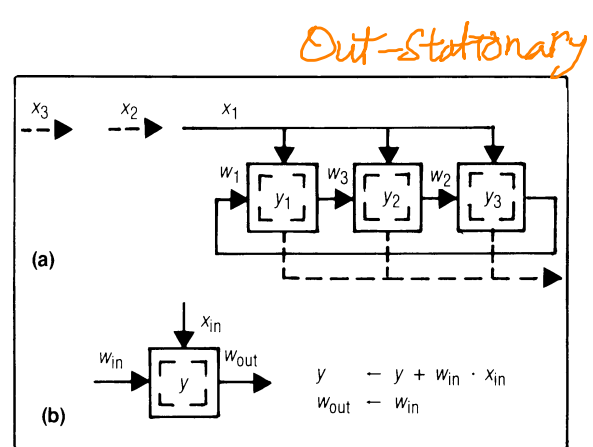 Out-Stationary
x3 x2 x1
w1 w3 w2
y1 y2 y3
(a)
xin
win wout
y
y ← y + win · xin
wout ← win
(b)